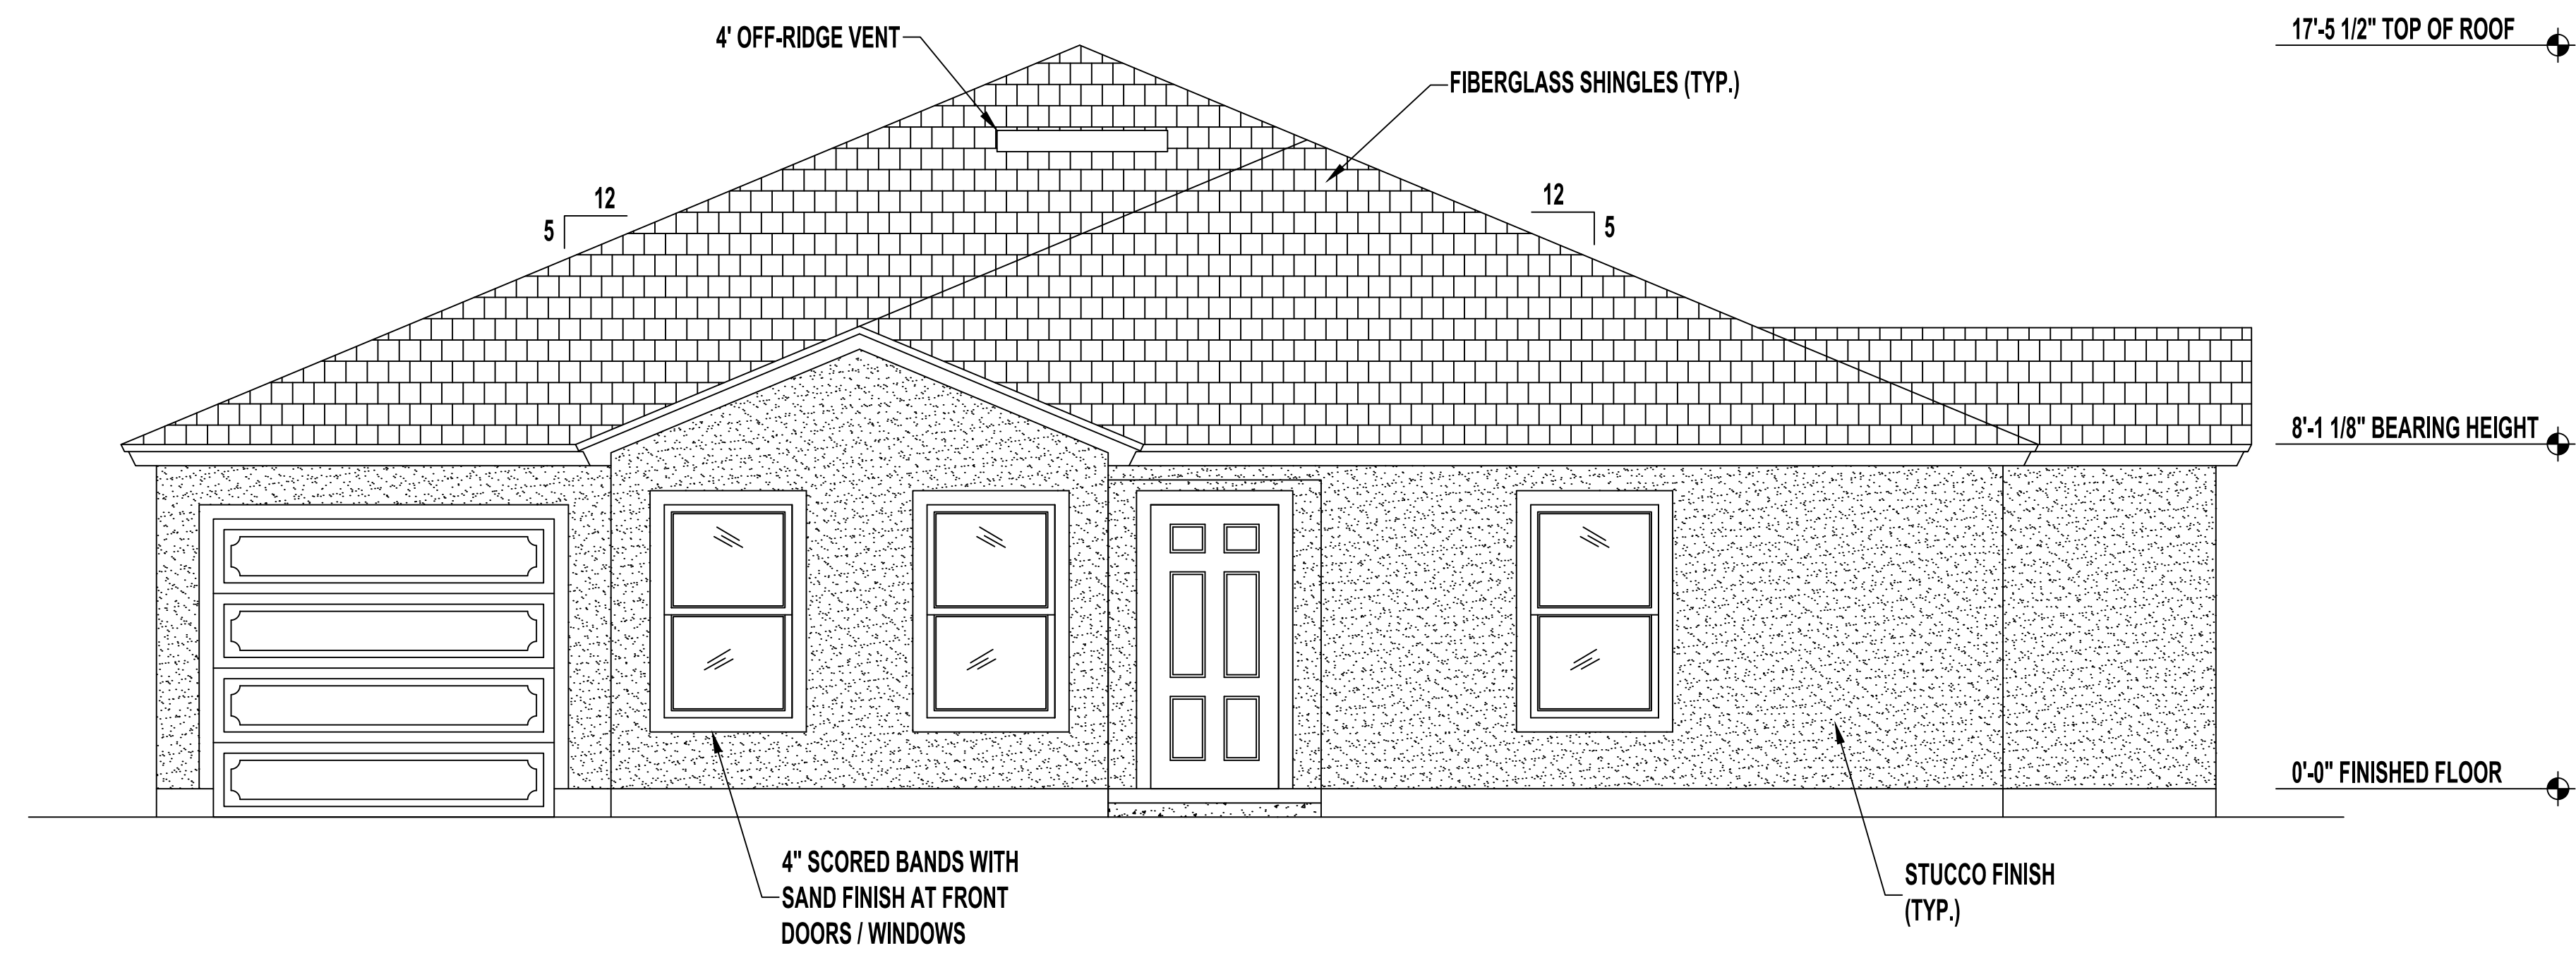 4' OFF-RIDGE VENT
17'-5 1/2" TOP OF ROOF
FIBERGLASS SHINGLES (TYP.)
12
5
12
5
8'-1 1/8" BEARING HEIGHT
0'-0" FINISHED FLOOR
4" SCORED BANDS WITH
SAND FINISH AT FRONT
DOORS / WINDOWS
STUCCO FINISH
(TYP.)